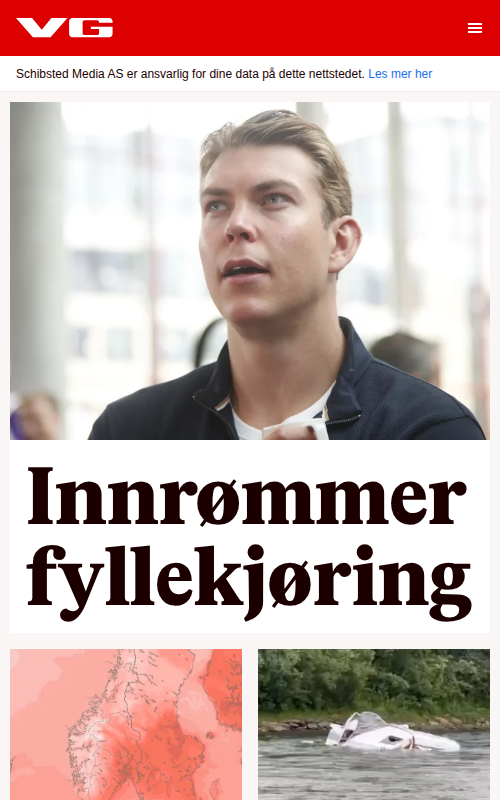 VG
Schibsted Media AS er ansvarlig for dine data på dette nettstedet. Les mer her
Innrømmer
fyllekjøring